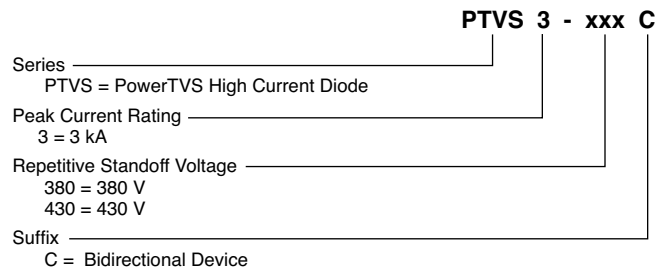 PTVS 3 - xxx C
Series
PTVS = PowerTVS High Current Diode
Peak Current Rating
3 = 3 kA
Repetitive Standoff Voltage
380 = 380 V
430 = 430 V
Suffix
C = Bidirectional Device